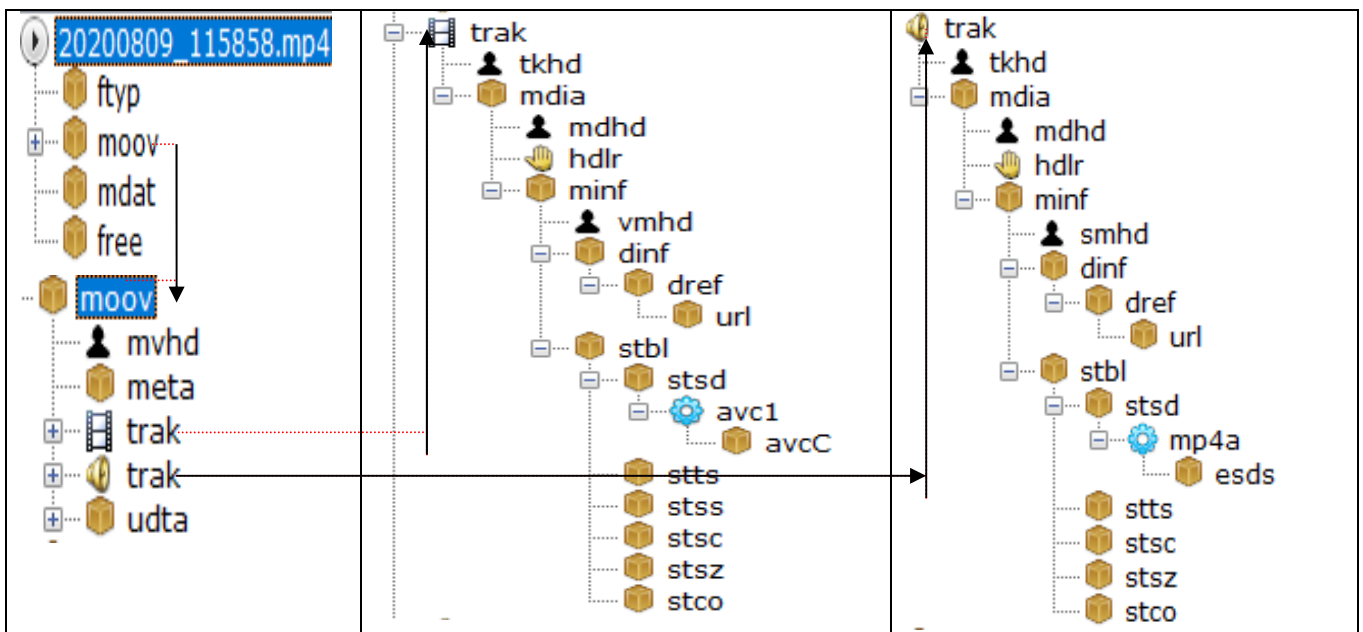 20200809_115858.mp4
ftyp
moov
mdat
free
moov
mvhd
meta
trak
trak
udta
trak
tkhd
mdia
mdhd
hdlr
minf
vmhd
dinf
dref
url
stbl
stsd
avc1
avcC
stts
stss
stsc
stsz
stco
trak
tkhd
mdia
mdhd
hdlr
minf
smhd
dinf
dref
url
stbl
stsd
mp4a
esds
stts
stsc
stsz
stco